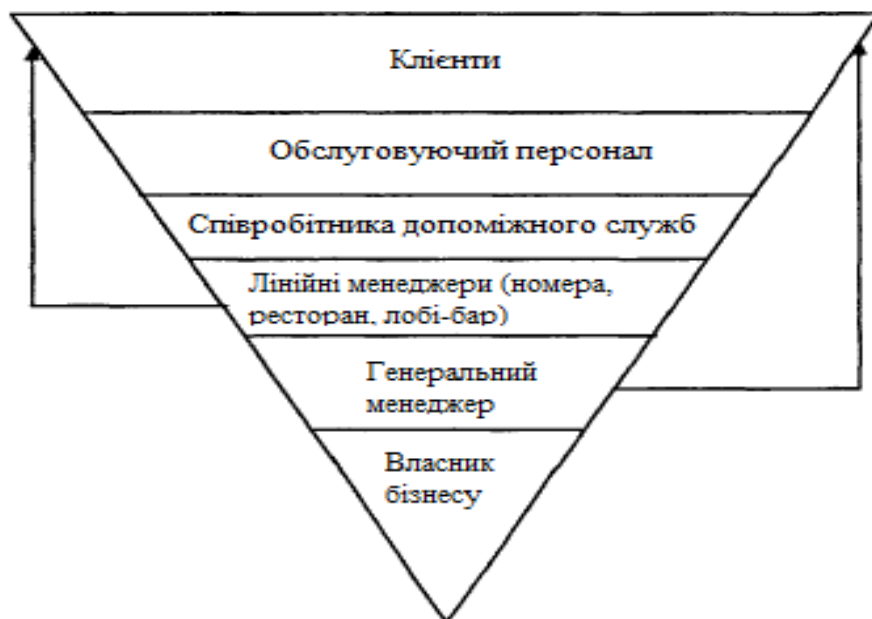 Клієнти
Обслуговуючий персонал
Співробітника допоміжного служб
Лінійні менеджери (номера,
ресторан, лобі-бар)
Генеральний
менеджер
Власник
бізнесу